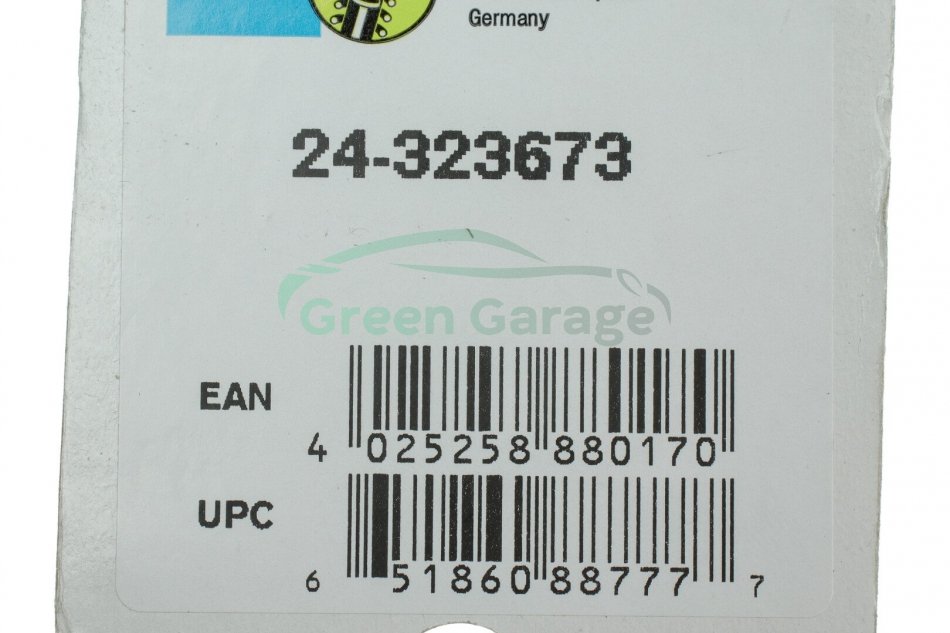 Germany
24-323673
Green Garage
EAN
4 025258 880170
UPC
6 51860 88777 7